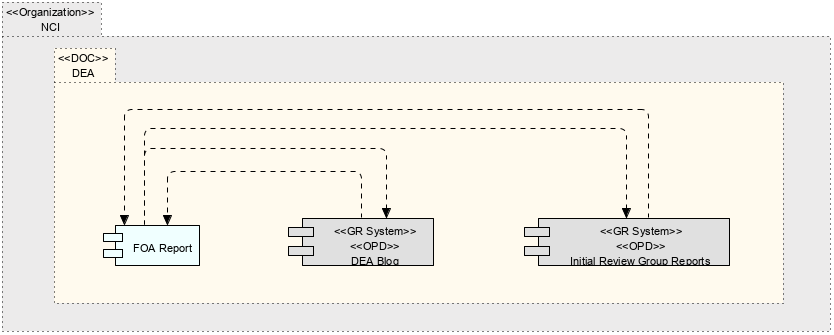 <<Organization>>
NCI
<<DOC>>
DEA
FOA Report
<<GR System>>
<<OPD>>
DEA Blog
<<GR System>>
<<OPD>>
Initial Review Group Reports